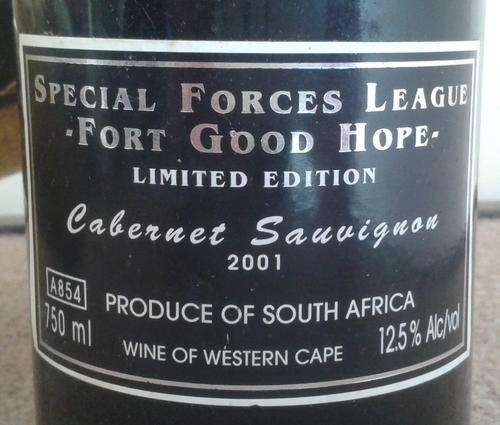 SPECIAL FORCES LEAGUE
-FORT GOOD HOPE-
LIMITED EDITION
Cabernet Sauvignon
2001
A854
PRODUCE OF SOUTH AFRICA
750 ml
WINE OF WESTERN CAPE
12.5% Alc/vol